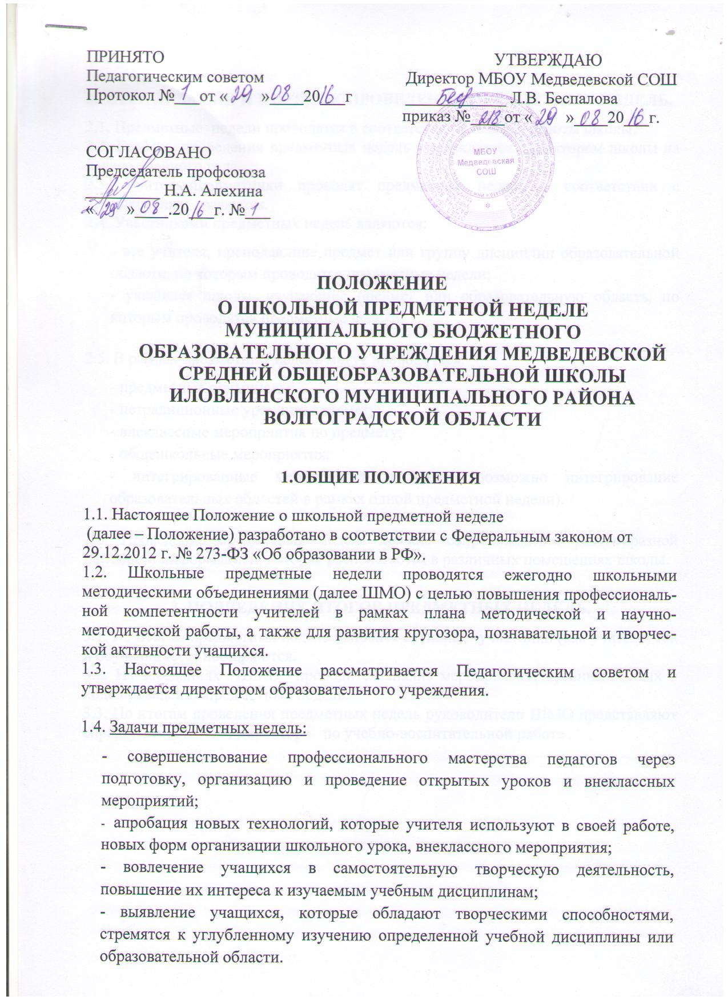 ПРИНЯТО
Педагогическим советом
Протокол № 1 от « 29 » 08 2016 г
УТВЕРЖДАЮ
Директор МБОУ Медведевской СОШ
Л.В. Беспалова
приказ № 218 от « 29 » 08 20 16 г.
МБОУ
Медведевская
СОШ
СОГЛАСОВАНО
Председатель профсоюза
Н.А. Алехина
« 29 » 08 .20 16 г. № 1
ПОЛОЖЕНИЕ
О ШКОЛЬНОЙ ПРЕДМЕТНОЙ НЕДЕЛЕ
МУНИЦИПАЛЬНОГО БЮДЖЕТНОГО
ОБРАЗОВАТЕЛЬНОГО УЧРЕЖДЕНИЯ МЕДВЕДЕВСКОЙ
СРЕДНЕЙ ОБЩЕОБРАЗОВАТЕЛЬНОЙ ШКОЛЫ
ИЛОВЛИНСКОГО МУНИЦИПАЛЬНОГО РАЙОНА
ВОЛГОГРАДСКОЙ ОБЛАСТИ
1.ОБЩИЕ ПОЛОЖЕНИЯ
1.1. Настоящее Положение о школьной предметной неделе
(далее – Положение) разработано в соответствии с Федеральным законом от
29.12.2012 г. № 273-ФЗ «Об образовании в РФ».
1.2. Школьные предметные недели проводятся ежегодно школьными
методическими объединениями (далее ШМО) с целью повышения профессиональ-
ной компетентности учителей в рамках плана методической и научно-
методической работы, а также для развития кругозора, познавательной и творчес-
кой активности учащихся.
1.3. Настоящее Положение рассматривается Педагогическим советом и
утверждается директором образовательного учреждения.
1.4. Задачи предметных недель:
- совершенствование профессионального мастерства педагогов через
подготовку, организацию и проведение открытых уроков и внеклассных
мероприятий;
- апробация новых технологий, которые учителя используют в своей работе,
новых форм организации школьного урока, внеклассного мероприятия;
- вовлечение учащихся в самостоятельную творческую деятельность,
повышение их интереса к изучаемым учебным дисциплинам;
- выявление учащихся, которые обладают творческими способностями,
стремятся к углубленному изучению определенной учебной дисциплины или
образовательной области.